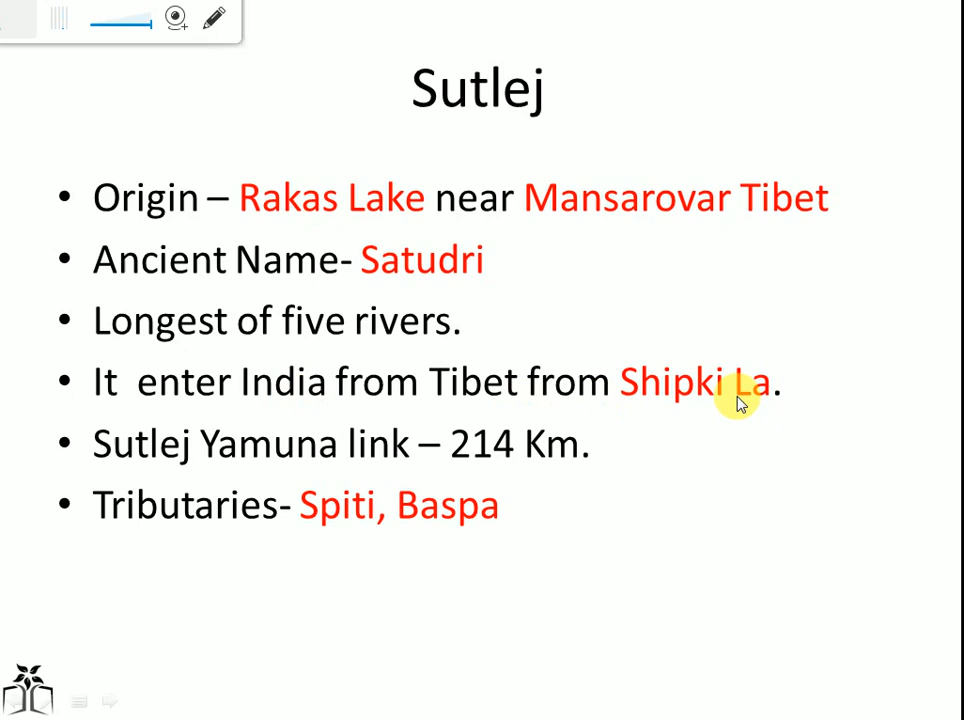 Sutlej
• Origin – Rakas Lake near Mansarovar Tibet
• Ancient Name- Satudri
• Longest of five rivers.
• It  enter India from Tibet from Shipki La.
• Sutlej Yamuna link – 214 Km.
• Tributaries- Spiti, Baspa